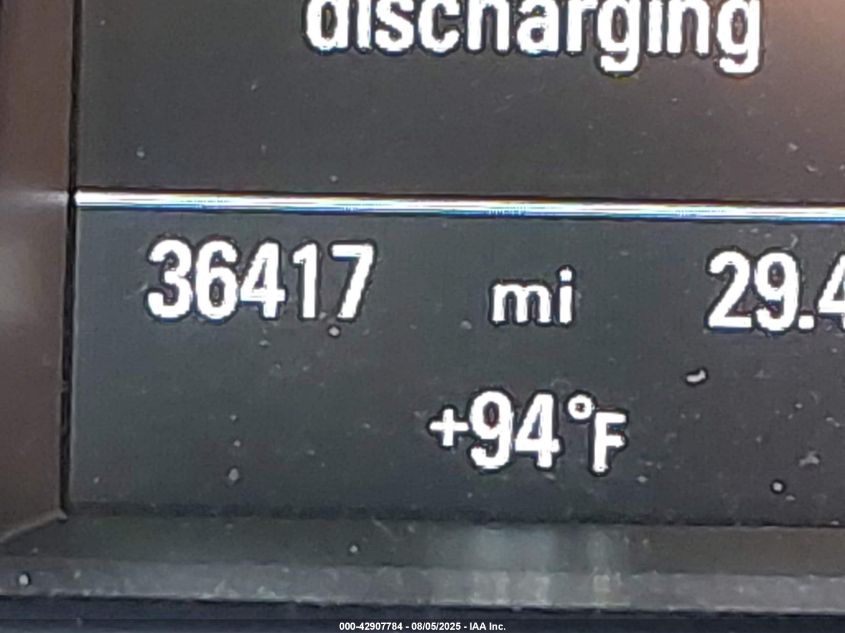 discharging
36417 mi 29.4
+94°F
000-42907784 - 08/05/2025 - IAA Inc.